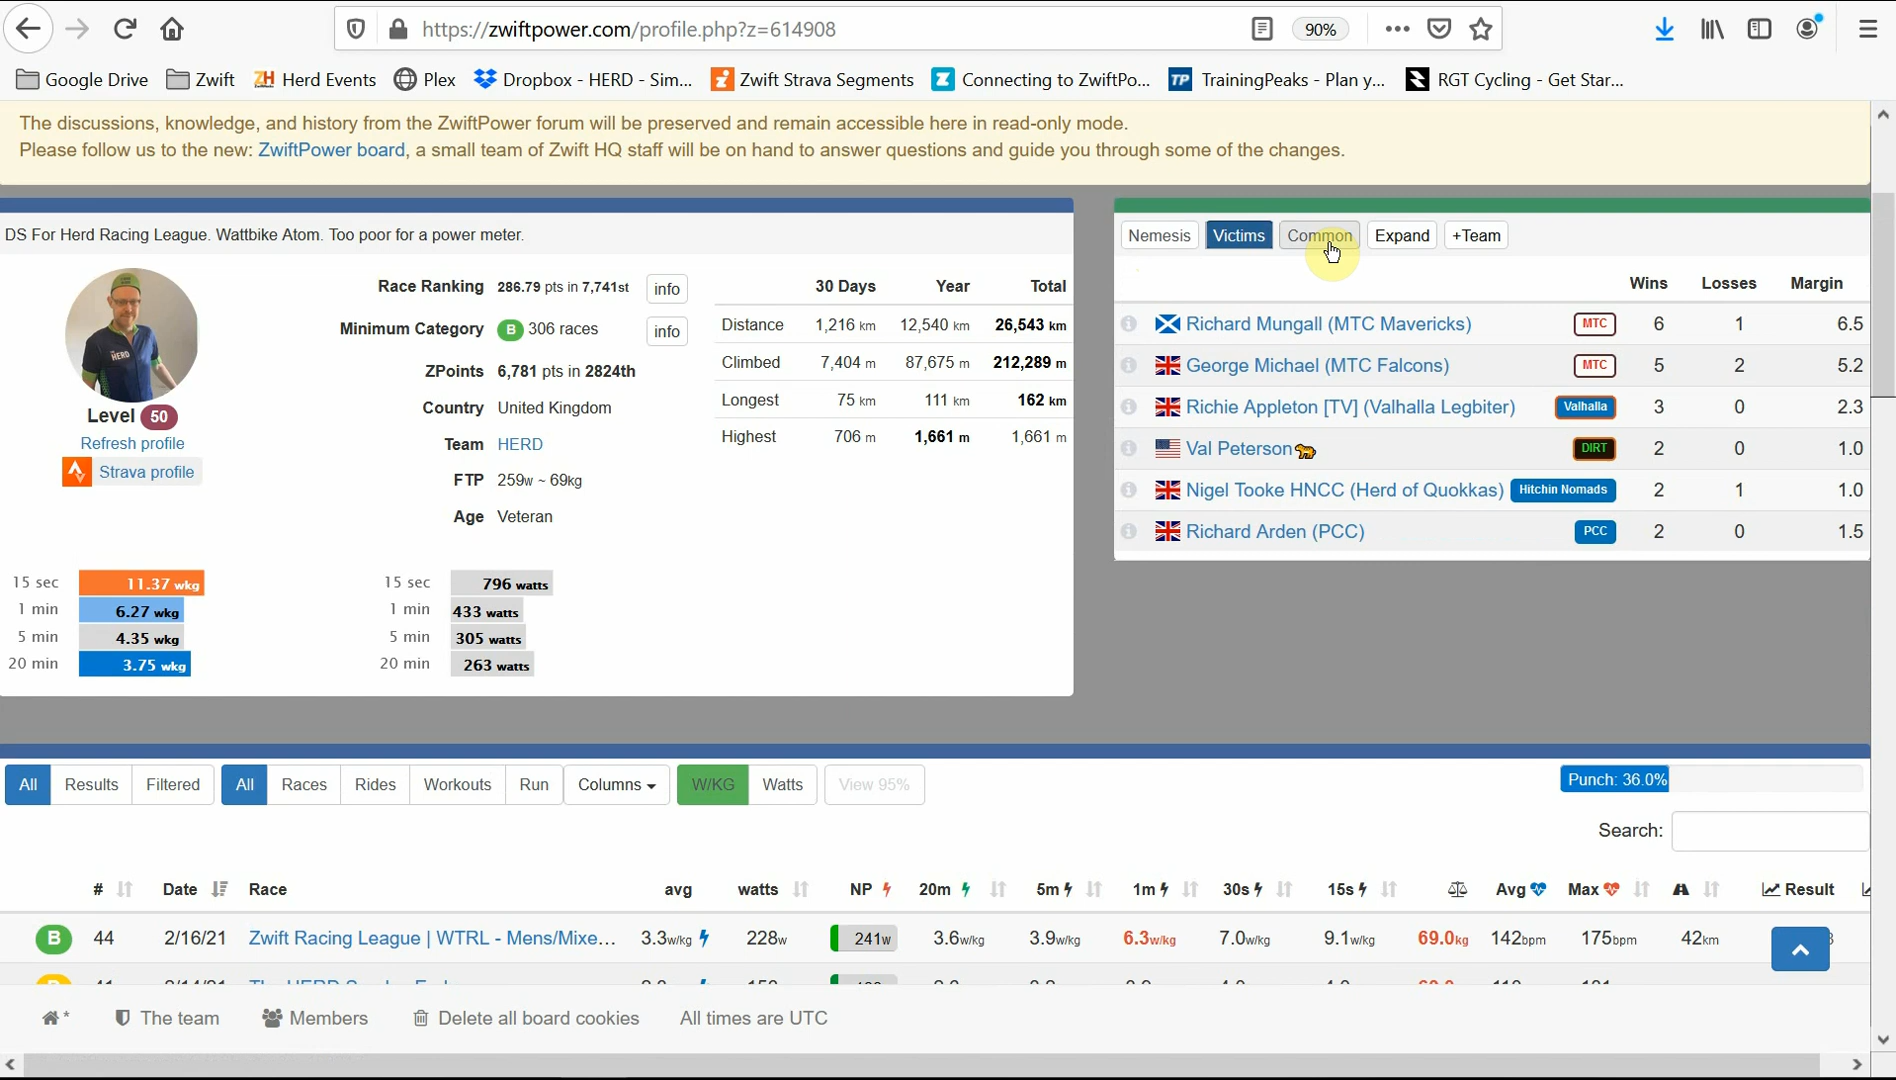 https://zwiftpower.com/profile.php?z=614908
90%
Google Drive
Zwift
ZH Herd Events
Plex
Dropbox - HERD - Sim...
Zwift Strava Segments
Connecting to ZwiftPo...
TP TrainingPeaks - Plan y...
RGT Cycling - Get Star...
The discussions, knowledge, and history from the ZwiftPower forum will be preserved and remain accessible here in read-only mode.
Please follow us to the new: ZwiftPower board, a small team of Zwift HQ staff will be on hand to answer questions and guide you through some of the changes.
DS For Herd Racing League. Wattbike Atom. Too poor for a power meter.
Level 50
Refresh profile
Strava profile
Race Ranking 286.79 pts in 7,741st info
Minimum Category B 306 races info
ZPoints 6,781 pts in 2824th
Country United Kingdom
Team HERD
FTP 259w ~ 69kg
Age Veteran
30 Days Year Total
Distance 1,216 km 12,540 km 26,543 km
Climbed 7,404 m 87,675 m 212,289 m
Longest 75 km 111 km 162 km
Highest 706 m 1,661 m 1,661 m
15 sec 11.37 wkg
1 min 6.27 wkg
5 min 4.35 wkg
20 min 3.75 wkg
15 sec 796 watts
1 min 433 watts
5 min 305 watts
20 min 263 watts
Nemesis Victims Common Expand +Team
Wins Losses Margin
Richard Mungall (MTC Mavericks) MTC 6 1 6.5
George Michael (MTC Falcons) MTC 5 2 5.2
Richie Appleton [TV] (Valhalla Legbiter) Valhalla 3 0 2.3
Val Peterson DIRT 2 0 1.0
Nigel Tooke HNCC (Herd of Quokkas) Hitchin Nomads 2 1 1.0
Richard Arden (PCC) PCC 2 0 1.5
All Results Filtered All Races Rides Workouts Run Columns W/KG Watts View 95%
Punch: 36.0%
Search:
# Date Race avg watts NP 20m 5m 1m 30s 15s Avg Max Result
B 44 2/16/21 Zwift Racing League | WTRL - Mens/Mixe... 3.3w/kg 228w 241w 3.6w/kg 3.9w/kg 6.3w/kg 7.0w/kg 9.1w/kg 69.0kg 142bpm 175bpm 42km
* The team Members Delete all board cookies All times are UTC